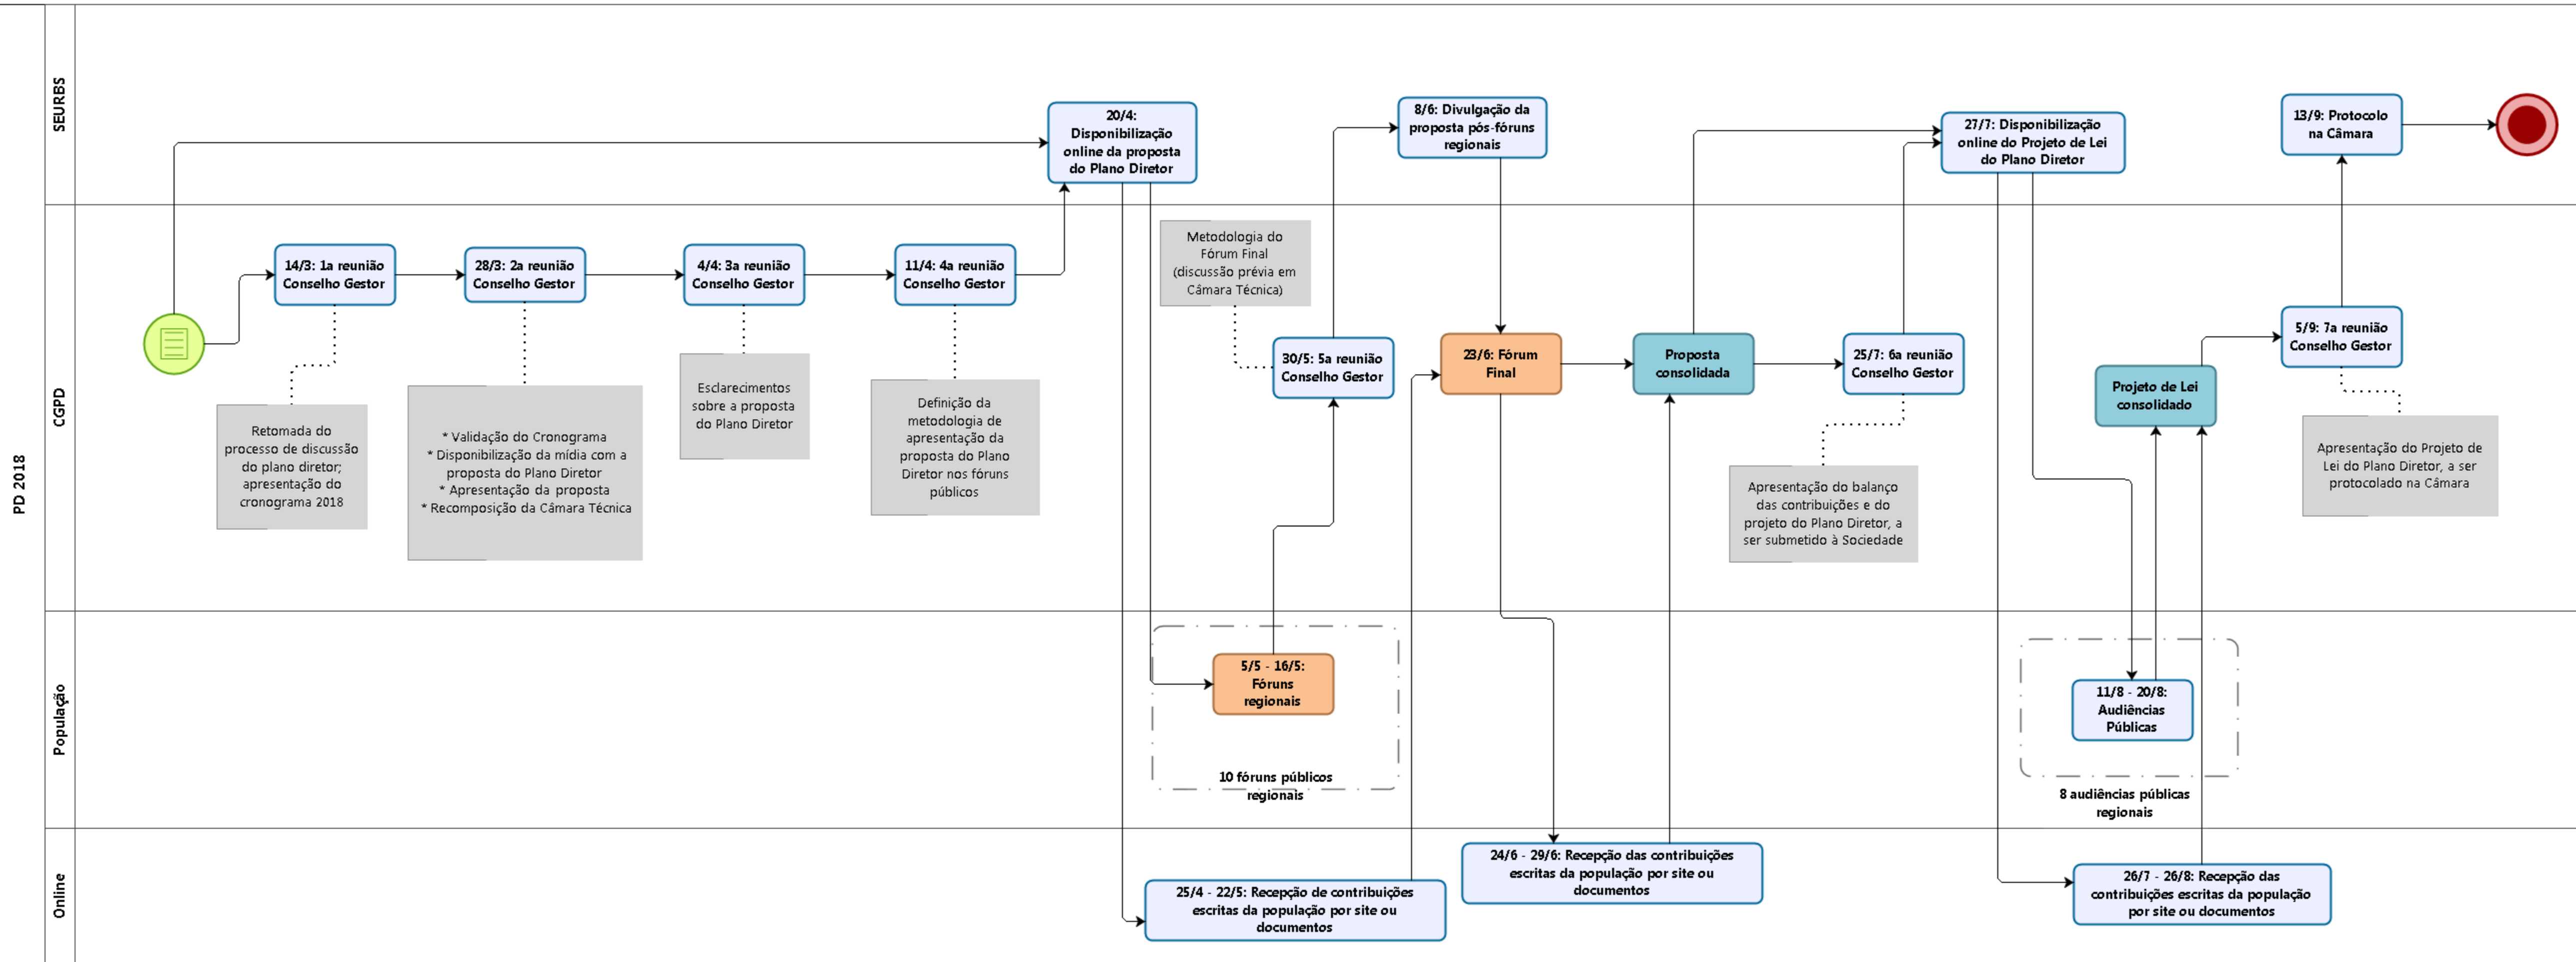 PD 2018
SEURBS
20/4:
Disponibilização
online da proposta
do Plano Diretor
8/6: Divulgação da
proposta pós-fóruns
regionais
27/7: Disponibilização
online do Projeto de Lei
do Plano Diretor
13/9: Protocolo
na Câmara
CGPD
14/3: 1a reunião
Conselho Gestor
28/3: 2a reunião
Conselho Gestor
4/4: 3a reunião
Conselho Gestor
11/4: 4a reunião
Conselho Gestor
Metodologia do
Fórum Final
(discussão prévia em
Câmara Técnica)
30/5: 5a reunião
Conselho Gestor
23/6: Fórum
Final
Proposta
consolidada
25/7: 6a reunião
Conselho Gestor
Projeto de Lei
consolidado
5/9: 7a reunião
Conselho Gestor
Retomada do
processo de discussão
do plano diretor;
apresentação do
cronograma 2018
* Validação do Cronograma
* Disponibilização da mídia com a
proposta do Plano Diretor
* Apresentação da proposta
* Recomposição da Câmara Técnica
Esclarecimentos
sobre a proposta
do Plano Diretor
Definição da
metodologia de
apresentação da
proposta do Plano
Diretor nos fóruns
públicos
Apresentação do balanço
das contribuições e do
projeto do Plano Diretor, a
ser submetido à Sociedade
Apresentação do Projeto de
Lei do Plano Diretor, a ser
protocolado na Câmara
População
5/5 - 16/5:
Fóruns
regionais
10 fóruns públicos
regionais
11/8 - 20/8:
Audiências
Públicas
8 audiências públicas
regionais
Online
25/4 - 22/5: Recepção de contribuições
escritas da população por site ou
documentos
24/6 - 29/6: Recepção das contribuições
escritas da população por site ou
documentos
26/7 - 26/8: Recepção das
contribuições escritas da população
por site ou documentos